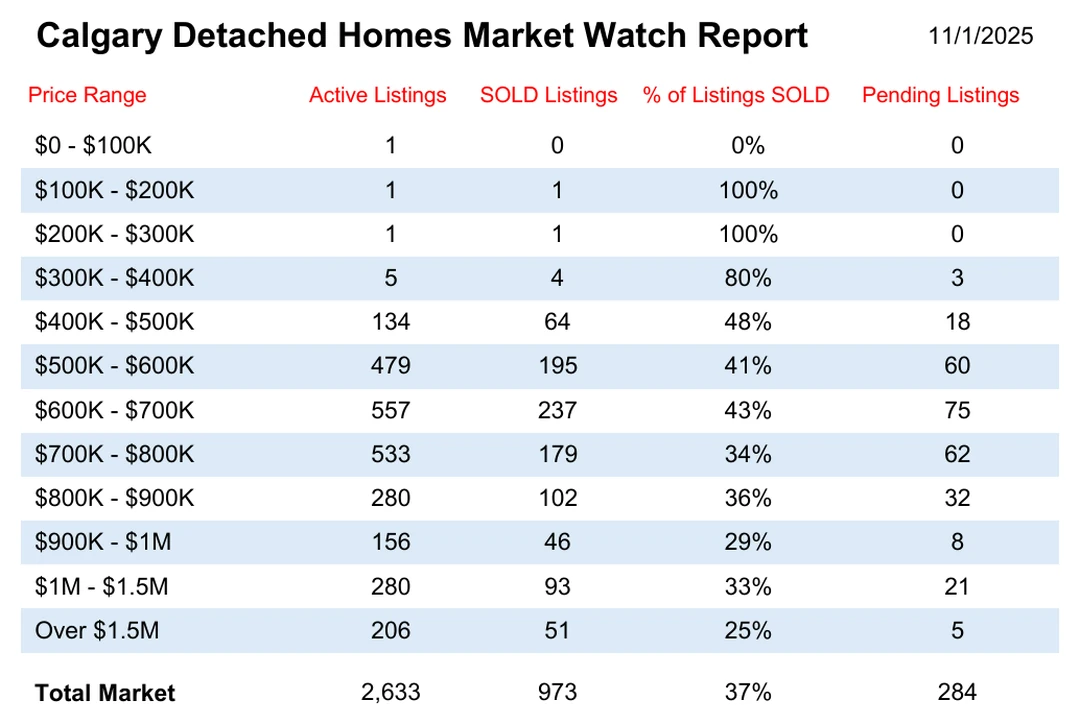 Calgary Detached Homes Market Watch Report 11/1/2025
Price Range Active Listings SOLD Listings % of Listings SOLD Pending Listings
$0 - $100K 1 0 0% 0
$100K - $200K 1 1 100% 0
$200K - $300K 1 1 100% 0
$300K - $400K 5 4 80% 3
$400K - $500K 134 64 48% 18
$500K - $600K 479 195 41% 60
$600K - $700K 557 237 43% 75
$700K - $800K 533 179 34% 62
$800K - $900K 280 102 36% 32
$900K - $1M 156 46 29% 8
$1M - $1.5M 280 93 33% 21
Over $1.5M 206 51 25% 5
Total Market 2,633 973 37% 284